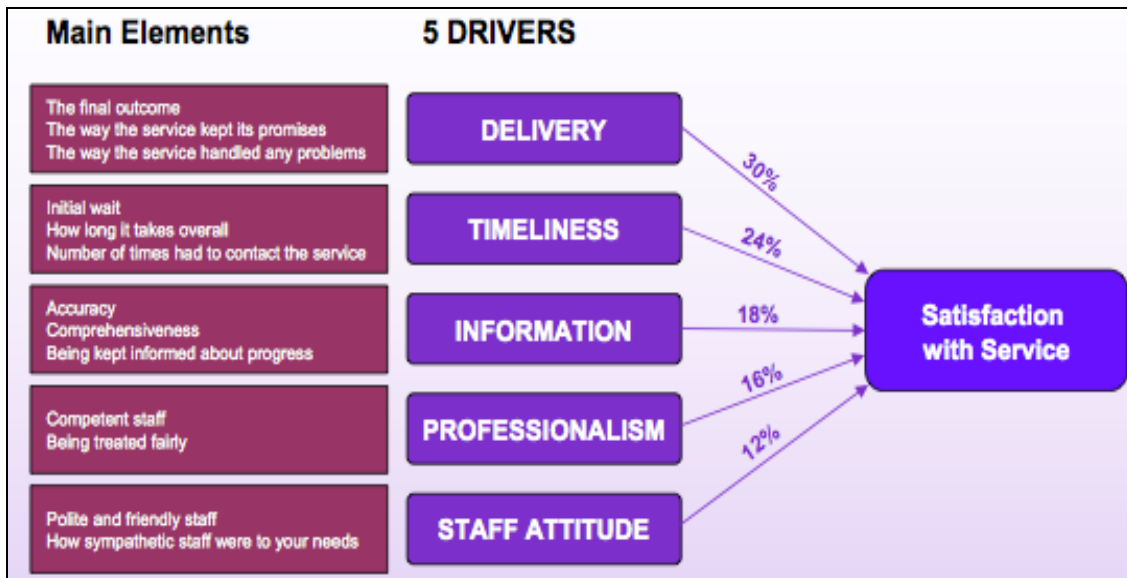 Main Elements
5 DRIVERS
The final outcome
The way the service kept its promises
The way the service handled any problems
DELIVERY
30%
Initial wait
How long it takes overall
Number of times had to contact the service
TIMELINESS
24%
Accuracy
Comprehensiveness
Being kept informed about progress
INFORMATION
18%
Competent staff
Being treated fairly
PROFESSIONALISM
16%
Polite and friendly staff
How sympathetic staff were to your needs
STAFF ATTITUDE
12%
Satisfaction
with Service